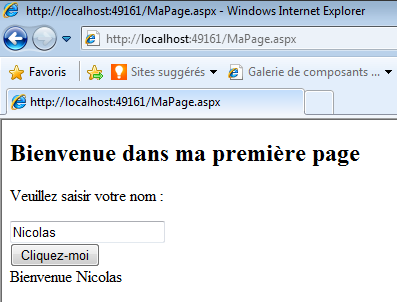 http://localhost:49161/MaPage.aspx - Windows Internet Explorer
http://localhost:49161/MaPage.aspx
Favoris Sites suggérés Galerie de composants ...
http://localhost:49161/MaPage.aspx
Bienvenue dans ma première page
Veuillez saisir votre nom :
Nicolas
Cliquez-moi
Bienvenue Nicolas